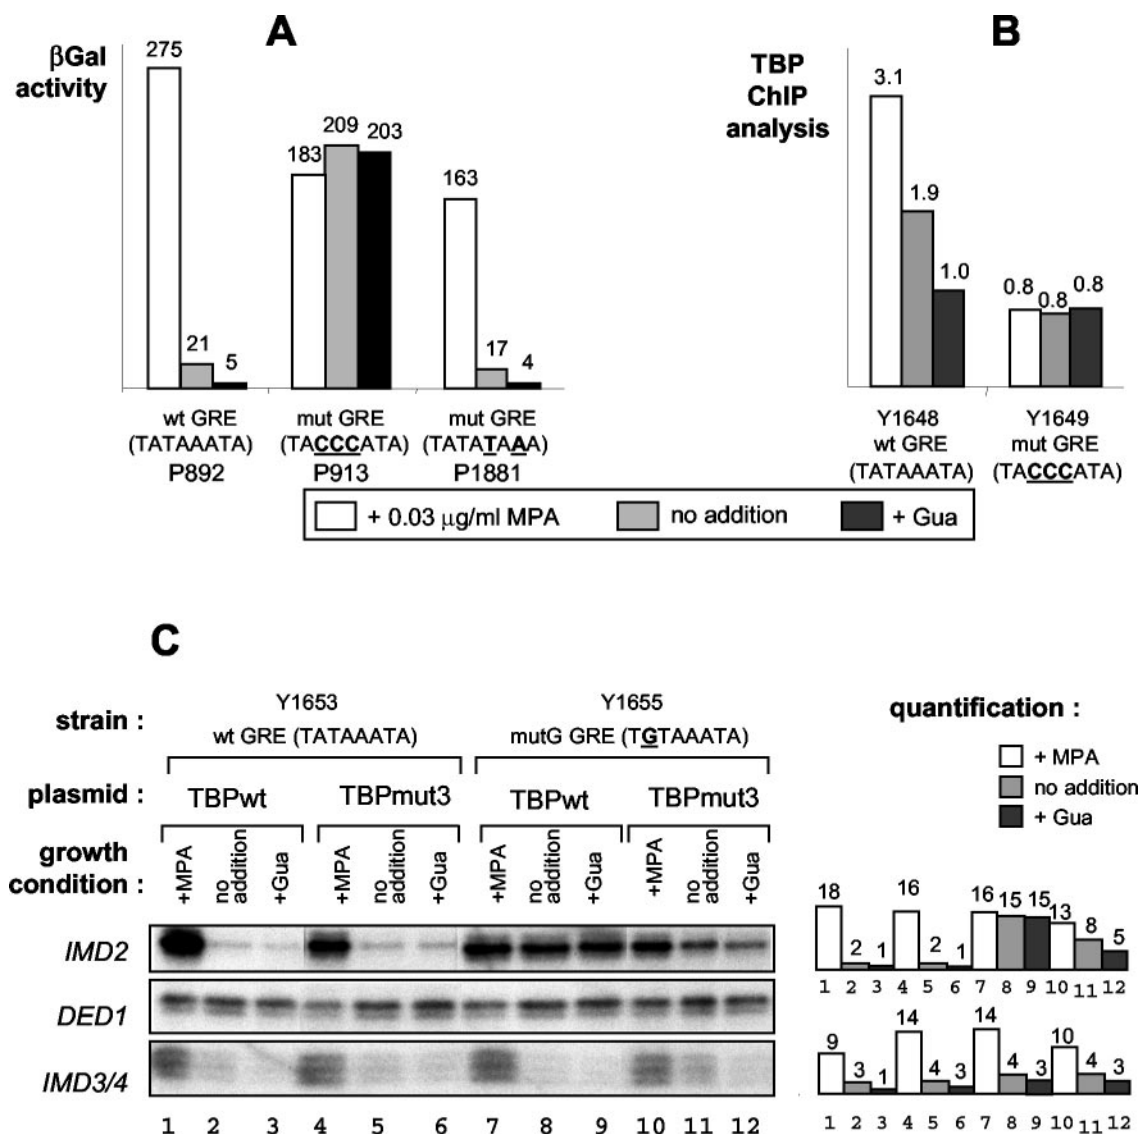 A
B
βGal
activity
275
21
5
183
209
203
163
17
4
wt GRE
(TATAAATA)
P892
mut GRE
(TACCCATA)
P913
mut GRE
(TATATAAA)
P1881
TBP
ChIP
analysis
3.1
1.9
1.0
0.8
0.8
0.8
Y1648
wt GRE
(TATAAATA)
Y1649
mut GRE
(TACCCATA)
+ 0.03 μg/ml MPA
no addition
+ Gua
C
strain :
Y1653
wt GRE (TATAAATA)
Y1655
mutG GRE (TGTAAATA)
plasmid :
TBPwt
TBPmut3
TBPwt
TBPmut3
growth
condition :
+MPA
no addition
+Gua
+MPA
no addition
+Gua
+MPA
no addition
+Gua
+MPA
no addition
+Gua
IMD2
DED1
IMD3/4
1 2 3 4 5 6 7 8 9 10 11 12
quantification :
+ MPA
no addition
+ Gua
18 2 1 16 2 1 16 15 15 13 8 5
1 2 3 4 5 6 7 8 9 10 11 12
9 3 1 14 4 3 14 4 3 10 4 3
1 2 3 4 5 6 7 8 9 10 11 12